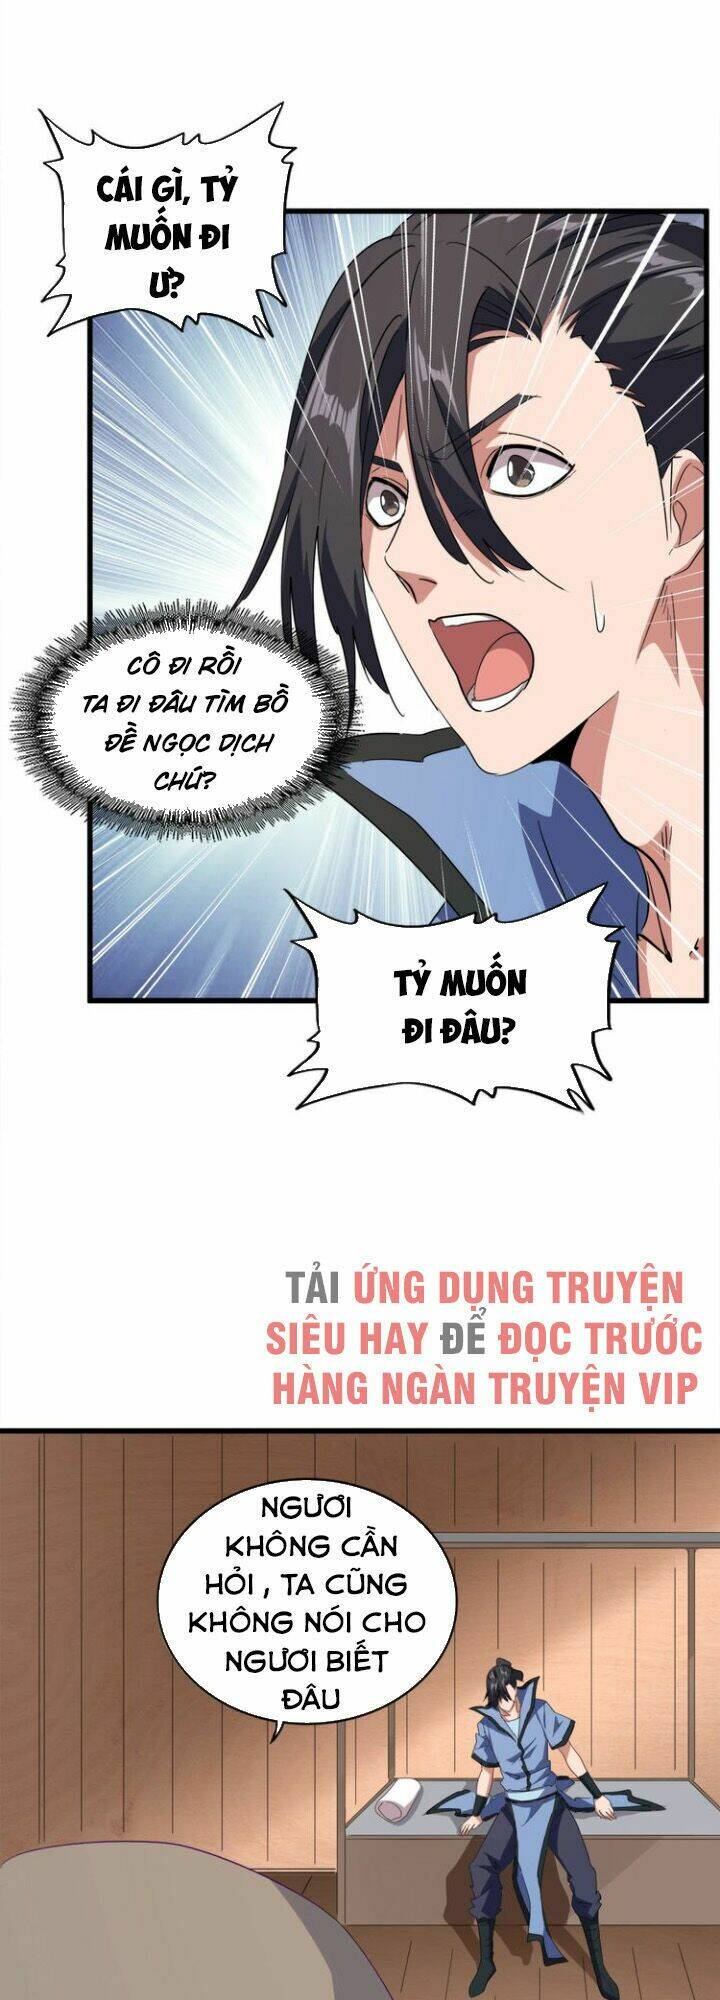 CÁI GÌ, TỶ
MUỐN ĐI
Ư?
CÔ ĐI RỒI
TA ĐI ĐÂU TÌM BỒ
ĐỀ NGỌC DỊCH
CHỨ?
TỶ MUỐN
ĐI ĐÂU?
TẢI ỨNG DỤNG TRUYỆN
SIÊU HAY ĐỂ ĐỌC TRƯỚC
HÀNG NGÀN TRUYỆN VIP
NGƯƠI
KHÔNG CẦN
HỎI , TA CŨNG
KHÔNG NÓI CHO
NGƯƠI BIẾT
ĐÂU